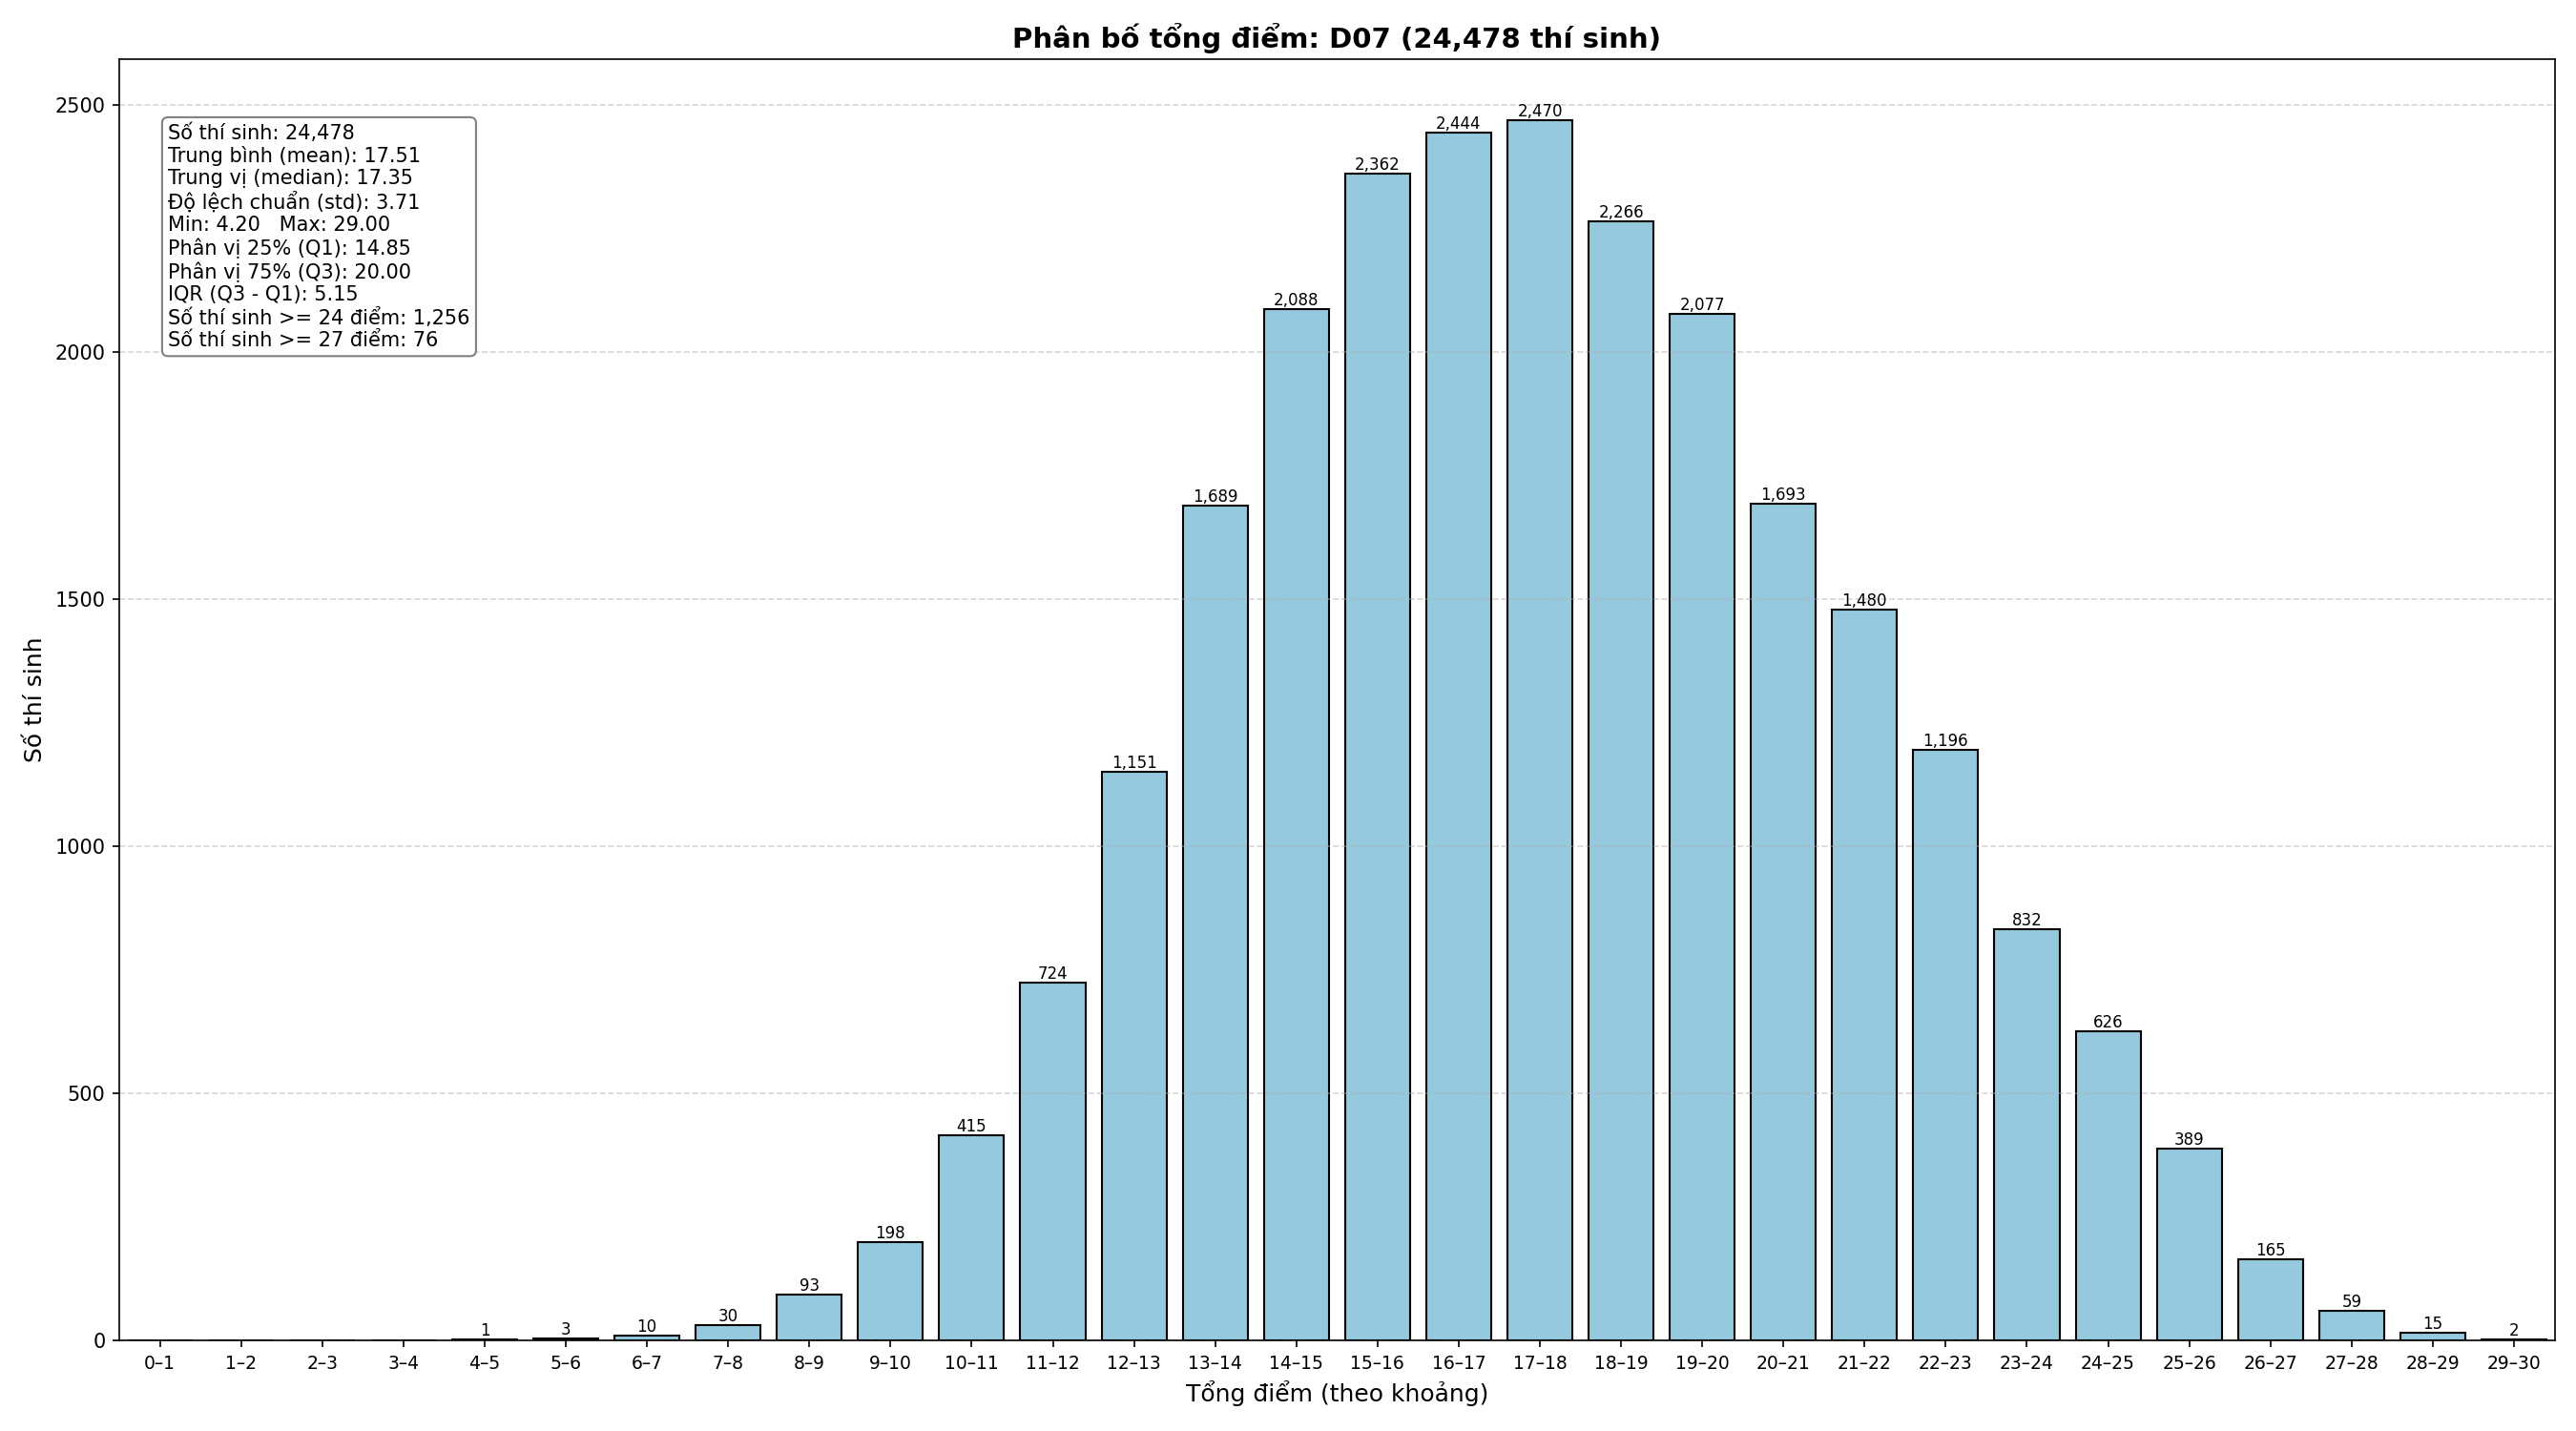 Phân bố tổng điểm: D07 (24,478 thí sinh)
Số thí sinh: 24,478
Trung bình (mean): 17.51
Trung vị (median): 17.35
Độ lệch chuẩn (std): 3.71
Min: 4.20   Max: 29.00
Phân vị 25% (Q1): 14.85
Phân vị 75% (Q3): 20.00
IQR (Q3 - Q1): 5.15
Số thí sinh >= 24 điểm: 1,256
Số thí sinh >= 27 điểm: 76
Số thí sinh
2500
2000
1500
1000
500
0
1
3
10
30
93
198
415
724
1,151
1,689
2,088
2,362
2,444
2,470
2,266
2,077
1,693
1,480
1,196
832
626
389
165
59
15
2
0–1 1–2 2–3 3–4 4–5 5–6 6–7 7–8 8–9 9–10 10–11 11–12 12–13 13–14 14–15 15–16 16–17 17–18 18–19 19–20 20–21 21–22 22–23 23–24 24–25 25–26 26–27 27–28 28–29 29–30
Tổng điểm (theo khoảng)